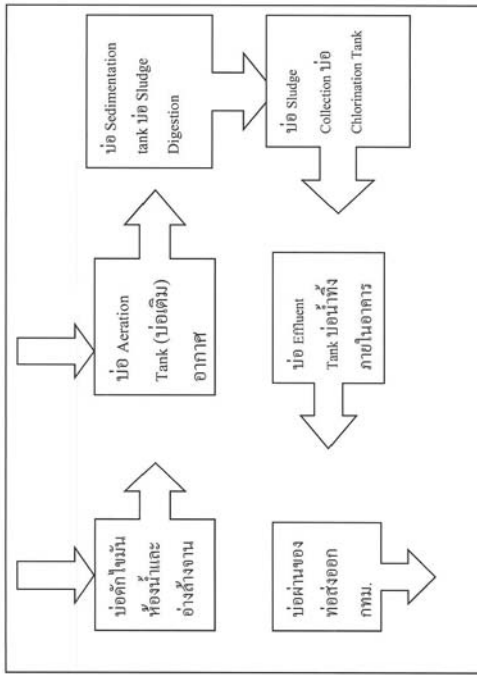 บ่อดักไขมัน
ห้องน้ำและ
อ่างล้างจาน
บ่อ Aeration
Tank (บ่อเติม)
อากาศ
บ่อ Sedimentation
tank บ่อ Sludge
Digestion
บ่อ Sludge
Collection บ่อ
Chlorination Tank
บ่อ Effluent
Tank บ่อน้ำทิ้ง
ภายในอาคาร
บ่อผ่านของ
ท่อส่งออก
กทม.